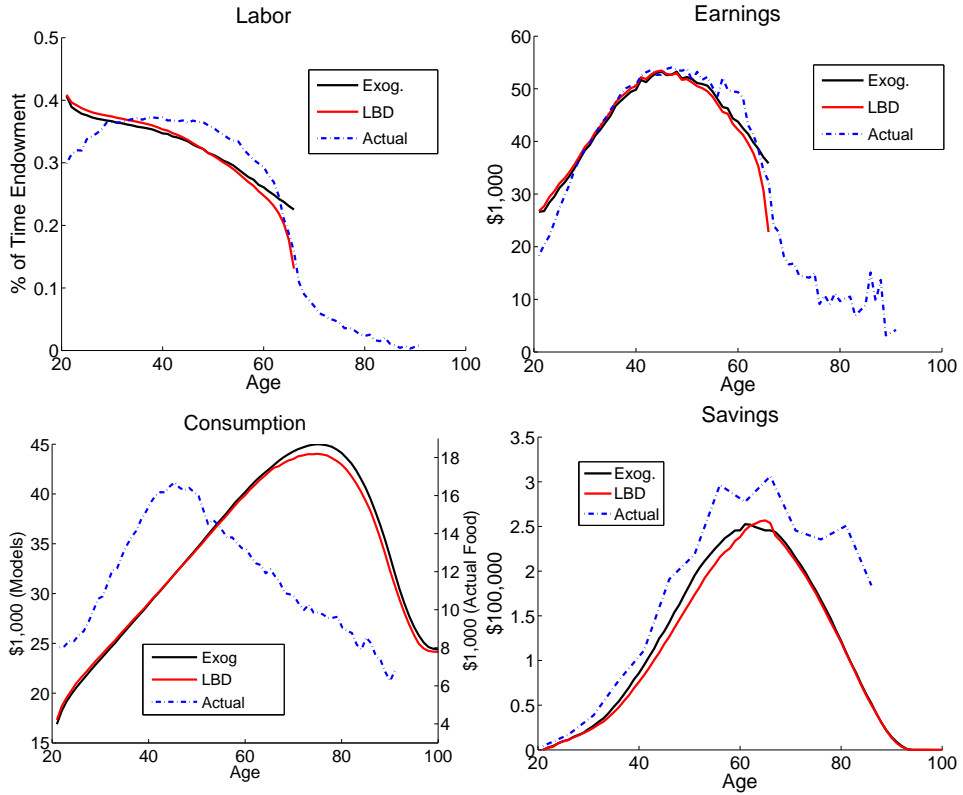 Labor
% of Time Endowment
0.5
0.4
0.3
0.2
0.1
0
20
40
60
80
100
Age
Exog.
LBD
Actual
Earnings
$1,000
60
50
40
30
20
10
0
20
40
60
80
100
Age
Exog.
LBD
Actual
Consumption
$1,000 (Models)
45
40
35
30
25
20
15
20
40
60
80
100
Age
18
16
14
12
10
8
6
4
$1,000 (Actual Food)
Exog
LBD
Actual
Savings
$100,000
3.5
3
2.5
2
1.5
1
0.5
0
20
40
60
80
100
Age
Exog.
LBD
Actual